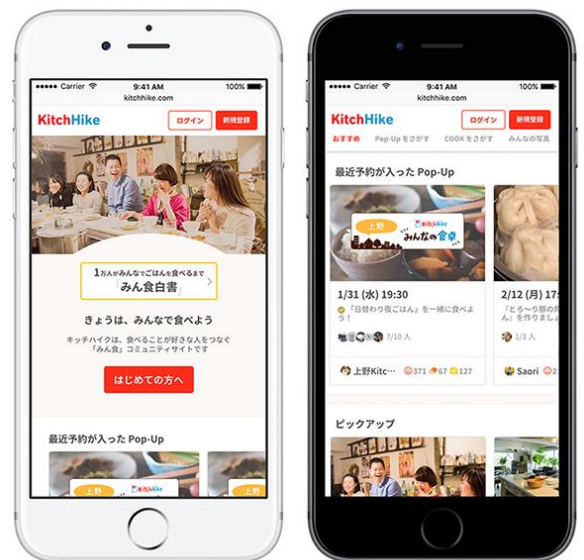 Carrier 9:41 AM 100%
kitchhike.com
KitchHike ログイン 新規登録
1万人がみんなでごはんを食べるまで
「みん食白書」
きょうは、みんなで食べよう
キッチハイクは、食べることが好きな人をつなぐ
「みん食」コミュニティサイトです
はじめての方へ
最近予約が入った Pop-Up
上野 KitchHike 上野
Carrier 9:41 AM 100%
kitchhike.com
KitchHike ログイン 新規登録
おすすめ Pop-Up をさがす COOK をさがす みんなの写真
最近予約が入った Pop-Up
上野 KitchHike
みんなの食卓
1/31 (水) 19:30 2/12 (月) 17:
「日替わり夜ごはん」を一緒に食べよ
う! 
7/10 人 1/3 人
上野Kitc… 371 67 127 Saori
ピックアップ